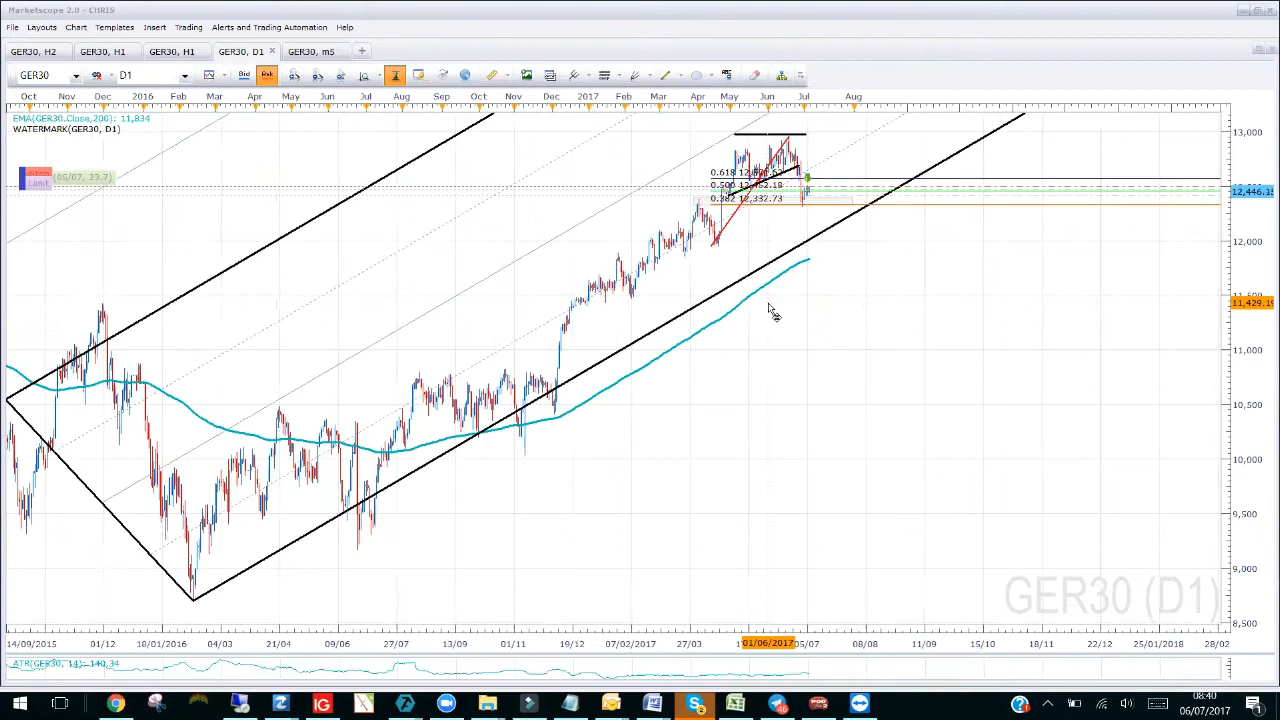 Marketscope 2.0 - CHRIS
File Layouts Chart Templates Insert Trading Alerts and Trading Automation Help
GER30, H2 GER30, H1 GER30, H1 GER30, D1 GER30, m5
GER30 D1 Bid Ask
Oct Nov Dec 2016 Feb Mar Apr May Jun Jul Aug Sep Oct Nov Dec 2017 Feb Mar Apr May Jun Jul Aug
EMA(GER30.Close,200): 11,834
WATERMARK(GER30, D1)
13,000
(05/07, 23.7)
Limit
0.618
0.500 12,452.18
0.382 12,332.73
12,446.15
12,000
11,429.19
11,000
10,500
10,000
9,500
9,000
GER30 (D1)
8,500
14/09/2015 01/12 18/01/2016 04/03 21/04 09/06 27/07 13/09 01/11 19/12 07/02/2017 27/03 01/06/2017 05/07 08/08 11/09 13/10 16/11 22/12 25/01/2018 28/02
ATR(GER30, 14): 140.34
08:40
06/07/2017